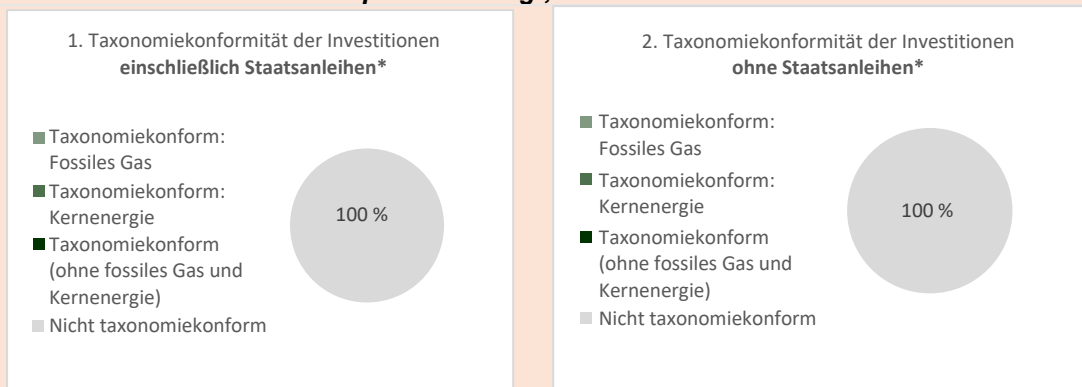 1. Taxonomiekonformität der Investitionen
einschließlich Staatsanleihen*
Taxonomiekonform:
Fossiles Gas
Taxonomiekonform:
Kernenergie
Taxonomiekonform
(ohne fossiles Gas und
Kernenergie)
Nicht taxonomiekonform
100 %
2. Taxonomiekonformität der Investitionen
ohne Staatsanleihen*
Taxonomiekonform:
Fossiles Gas
Taxonomiekonform:
Kernenergie
Taxonomiekonform
(ohne fossiles Gas und
Kernenergie)
Nicht taxonomiekonform
100 %